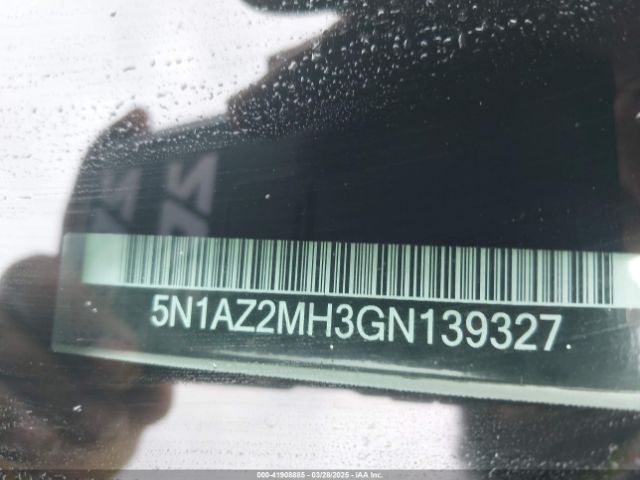 5N1AZ2MH3GN139327.
000-41908885 | 03/28/2025 | IAA Inc.